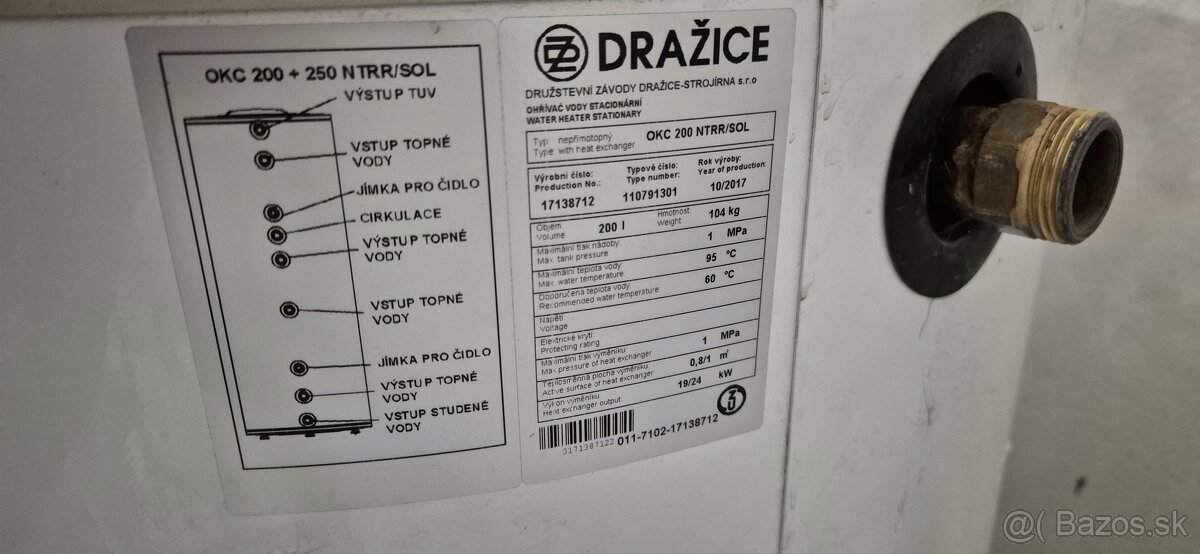 OKC 200 + 250 NTRR/SOL
VÝSTUP TUV
VSTUP TOPNÉ
VODY
JÍMKA PRO ČIDLO
CIRKULACE
VÝSTUP TOPNÉ
VODY
VSTUP TOPNÉ
VODY
JÍMKA PRO ČIDLO
VÝSTUP TOPNÉ
VODY
VSTUP STUDENÉ
VODY
DRAŽICE
DRUŽSTEVNÍ ZÁVODY DRAŽICE-STROJÍRNA s.r.o
OHŘÍVAČ VODY STACIONÁRNÍ
WATER HEATER STATIONARY
Typ: nepřímotopný OKC 200 NTRR/SOL
Type: with heat exchanger
Výrobní číslo: Typové číslo: Rok výroby:
Production No.: Type number: Year of production:
17138712 110791301 10/2017
Objem 200 l Hmotnost 104 kg
Volume Weight
Maximální tlak nádoby 1 MPa
Max. tank pressure
Maximální teplota vody 95 °C
Max. water temperature
Doporučená teplota vody 60 °C
Recommended water temperature
Napětí
Voltage
Elektrické krytí
Protecting rating
Maximální tlak výměníku 1 MPa
Max.pressure of heat exchanger
Teplosměnná plocha výměníku 0,8/1 m²
Active surface of heat exchanger
Výkon výměníku 19/24 kW
Heat exchanger output
0171387122 011-7102-17138712
3
@( Bazos.sk